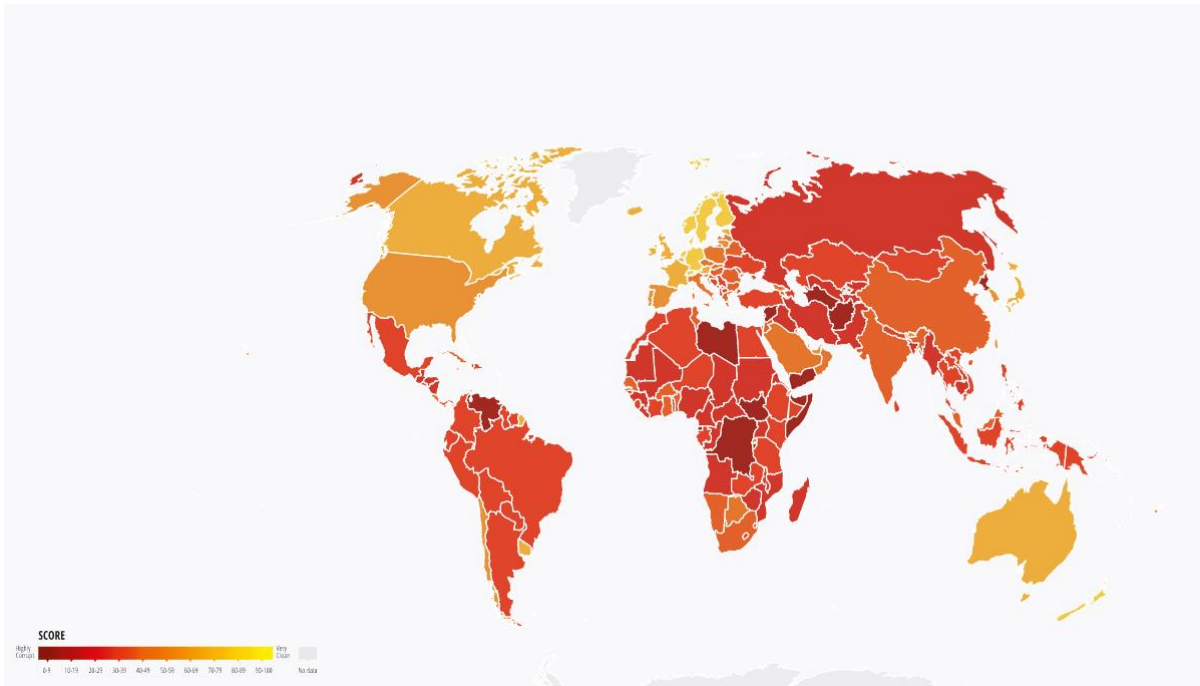 SCORE
Highly Corrupt
Very Clean
0-9 10-19 20-29 30-39 40-49 50-59 60-69 70-79 80-89 90-100 No data